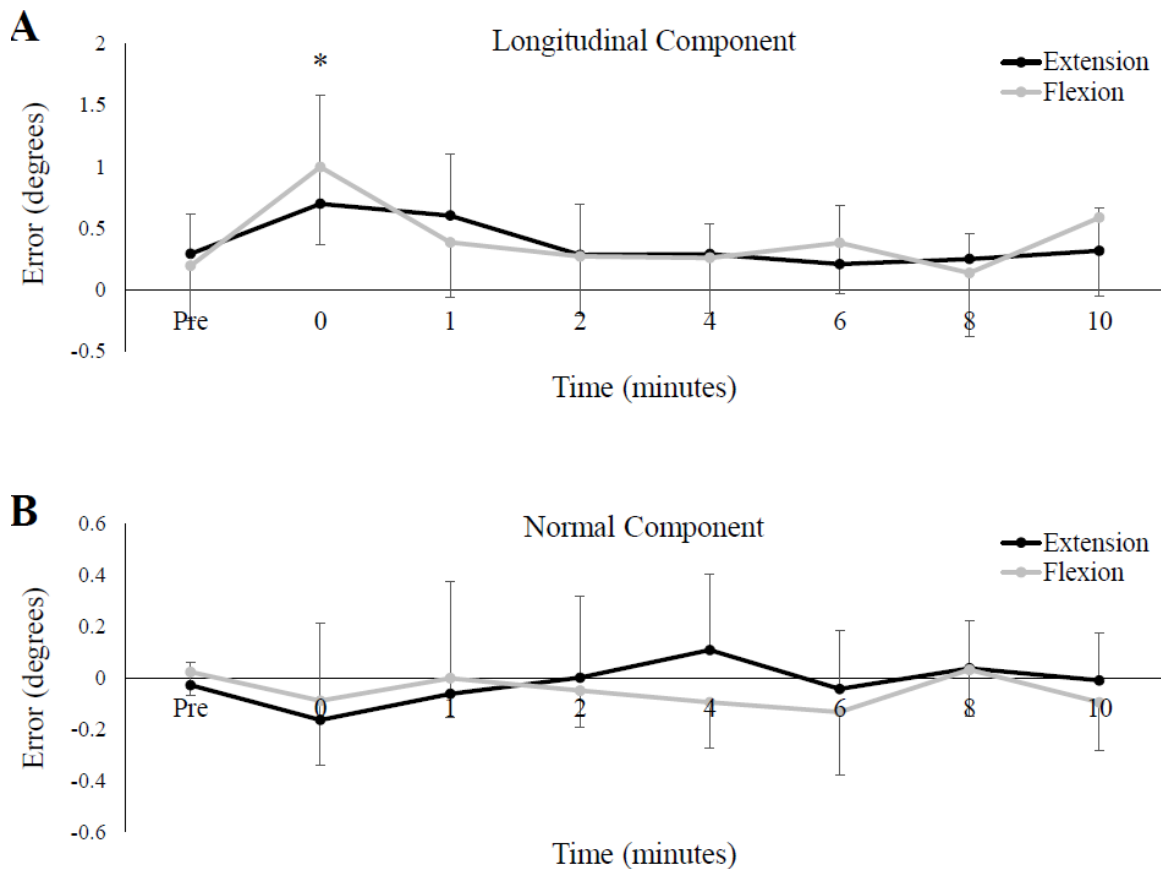 A
Longitudinal Component
*
Extension
Flexion
2
1.5
1
0.5
0
-0.5
Error (degrees)
Pre 0 1 2 4 6 8 10
Time (minutes)
B
Normal Component
Extension
Flexion
0.6
0.4
0.2
0
-0.2
-0.4
-0.6
Error (degrees)
Pre 0 1 2 4 6 8 10
Time (minutes)